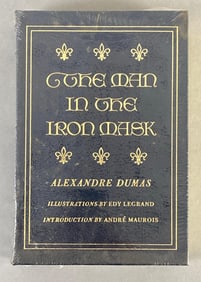 THE MAN
IN THE
IRON MASK
ALEXANDRE DUMAS
ILLUSTRATIONS BY EDY LEGRAND
INTRODUCTION BY ANDRÉ MAUROIS